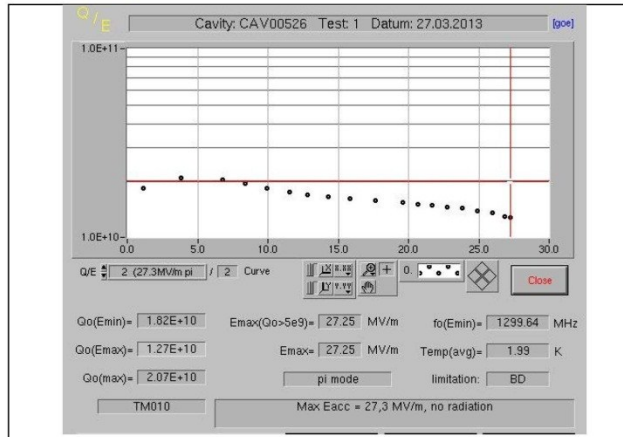 Q/E
Cavity: CAV00526 Test: 1 Datum: 27.03.2013
[goe]
1.0E+11
1.0E+10
0.0 5.0 10.0 15.0 20.0 25.0 30.0
Q/E 2 (27.3MV/m pi / 2 Curve
X.XX
Y.YY
0.
Close
Qo(Emin)= 1.82E+10 Emax(Qo>5e9)= 27.25 MV/m fo(Emin)= 1299.64 MHz
Qo(Emax)= 1.27E+10 Emax= 27.25 MV/m Temp(avg)= 1.99 K
Qo(max)= 2.07E+10 pi mode limitation: BD
TM010 Max Eacc = 27,3 MV/m, no radiation